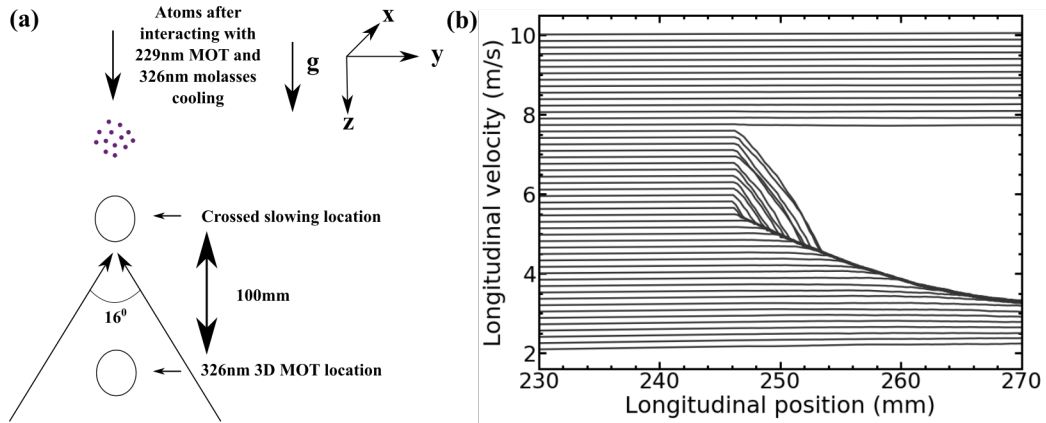 (a)
Atoms after
interacting with
229nm MOT and
326nm molasses
cooling
g
x
y
z
Crossed slowing location
100mm
16⁰
326nm 3D MOT location
(b)
Longitudinal velocity (m/s)
10
8
6
4
2
230 240 250 260 270
Longitudinal position (mm)